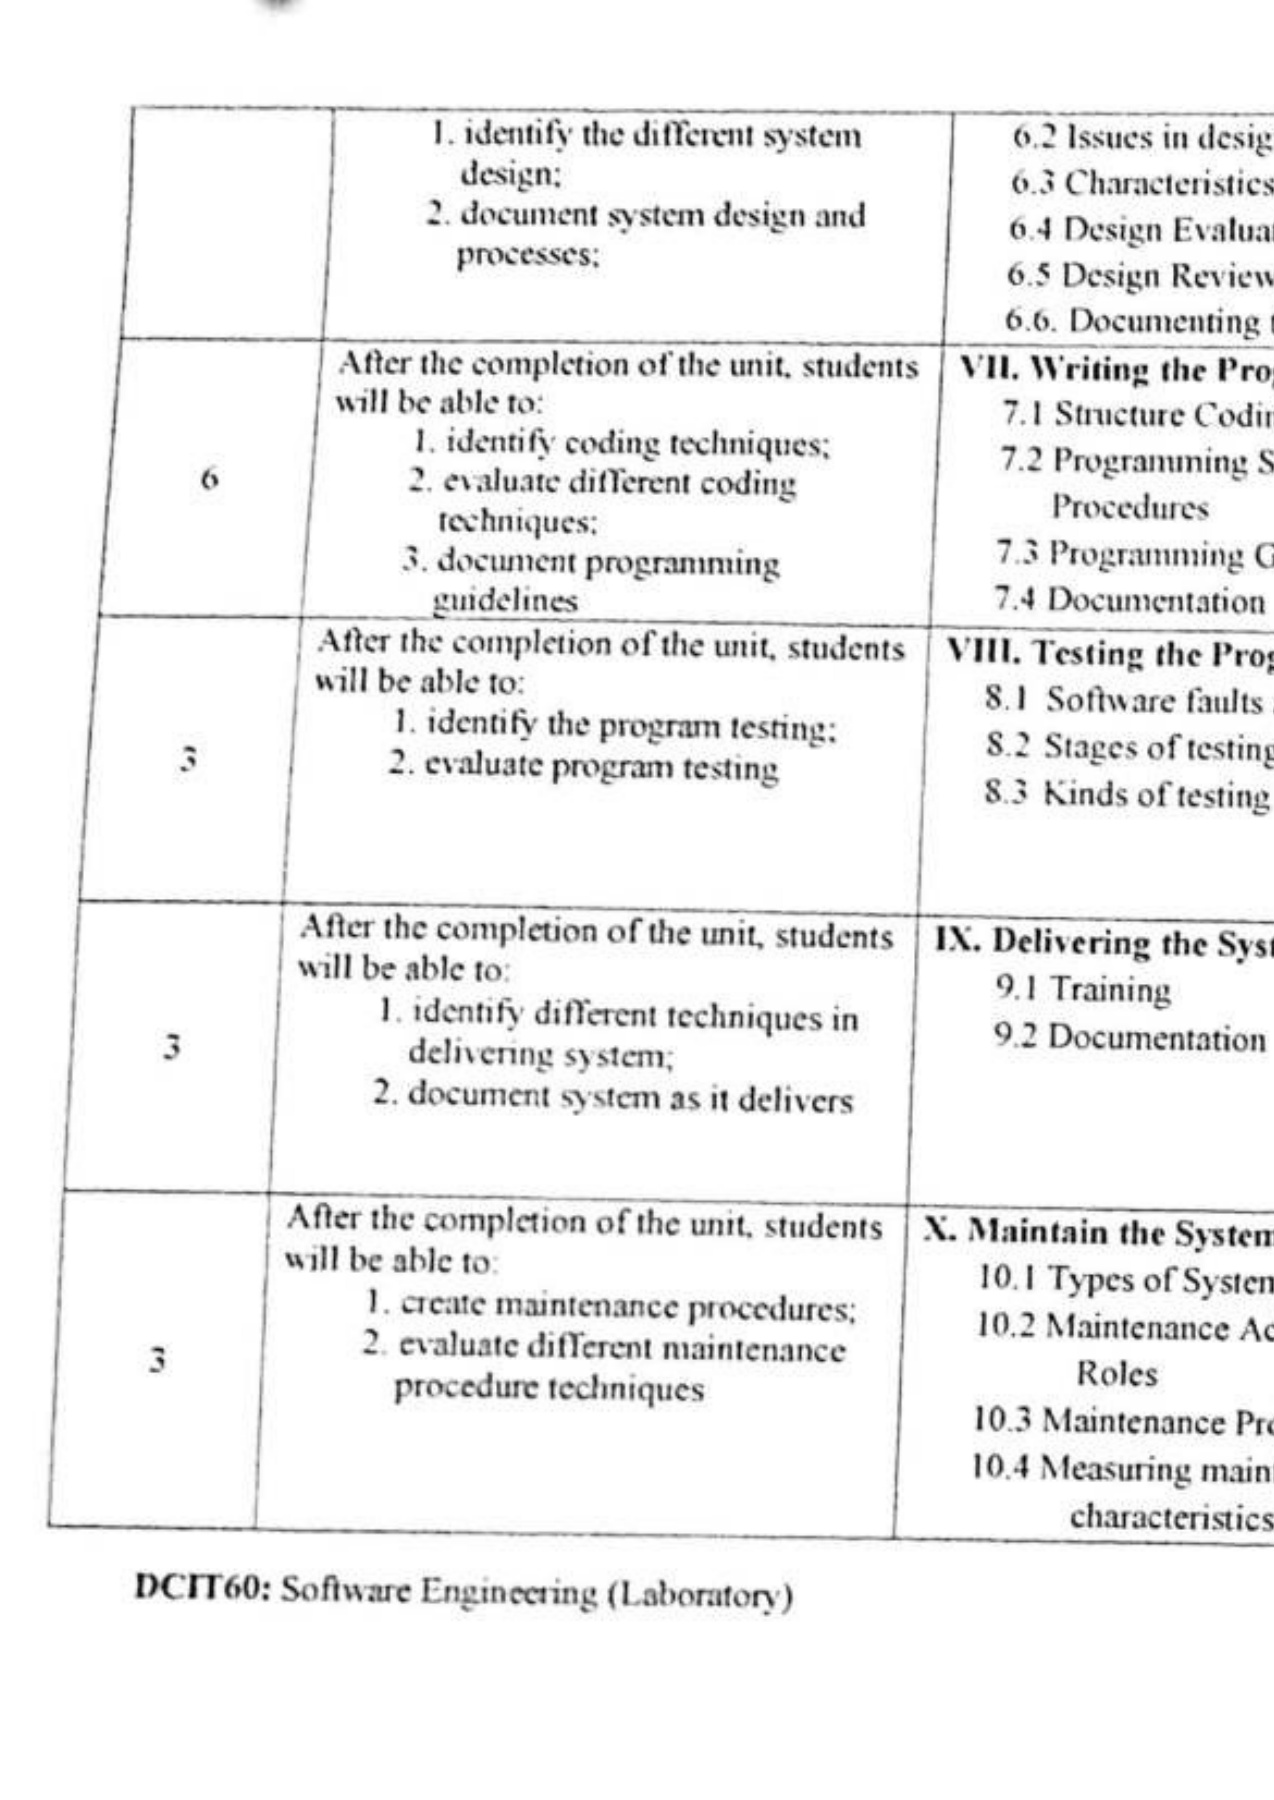 1. identify the different system
design;
2. document system design and
processes;
6.2 Issues in desig
6.3 Characteristics
6.4 Design Evalua
6.5 Design Review
6.6. Documenting
6
After the completion of the unit, students
will be able to:
1. identify coding techniques;
2. evaluate different coding
techniques;
3. document programming
guidelines
VII. Writing the Pro
7.1 Structure Codin
7.2 Programming S
Procedures
7.3 Programming G
7.4 Documentation
3
After the completion of the unit, students
will be able to:
1. identify the program testing;
2. evaluate program testing
VIII. Testing the Prog
8.1 Software faults
8.2 Stages of testing
8.3 Kinds of testing
3
After the completion of the unit, students
will be able to:
1. identify different techniques in
delivering system;
2. document system as it delivers
IX. Delivering the Syst
9.1 Training
9.2 Documentation
3
After the completion of the unit, students
will be able to:
1. create maintenance procedures;
2. evaluate different maintenance
procedure techniques
X. Maintain the System
10.1 Types of System
10.2 Maintenance Ac
Roles
10.3 Maintenance Pro
10.4 Measuring main
characteristics
DCIT60: Software Engineering (Laboratory)